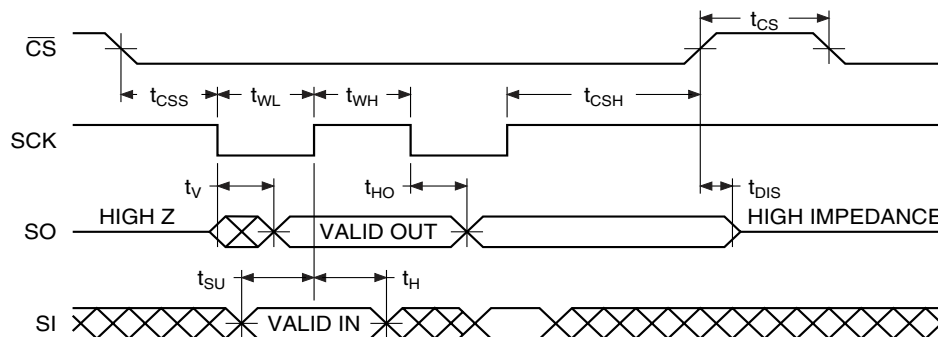 t_CS
C̅S̅
t_CSS t_WL t_WH t_CSH
SCK
t_V t_HO t_DIS
HIGH Z HIGH IMPEDANCE
SO VALID OUT
t_SU t_H
SI VALID IN